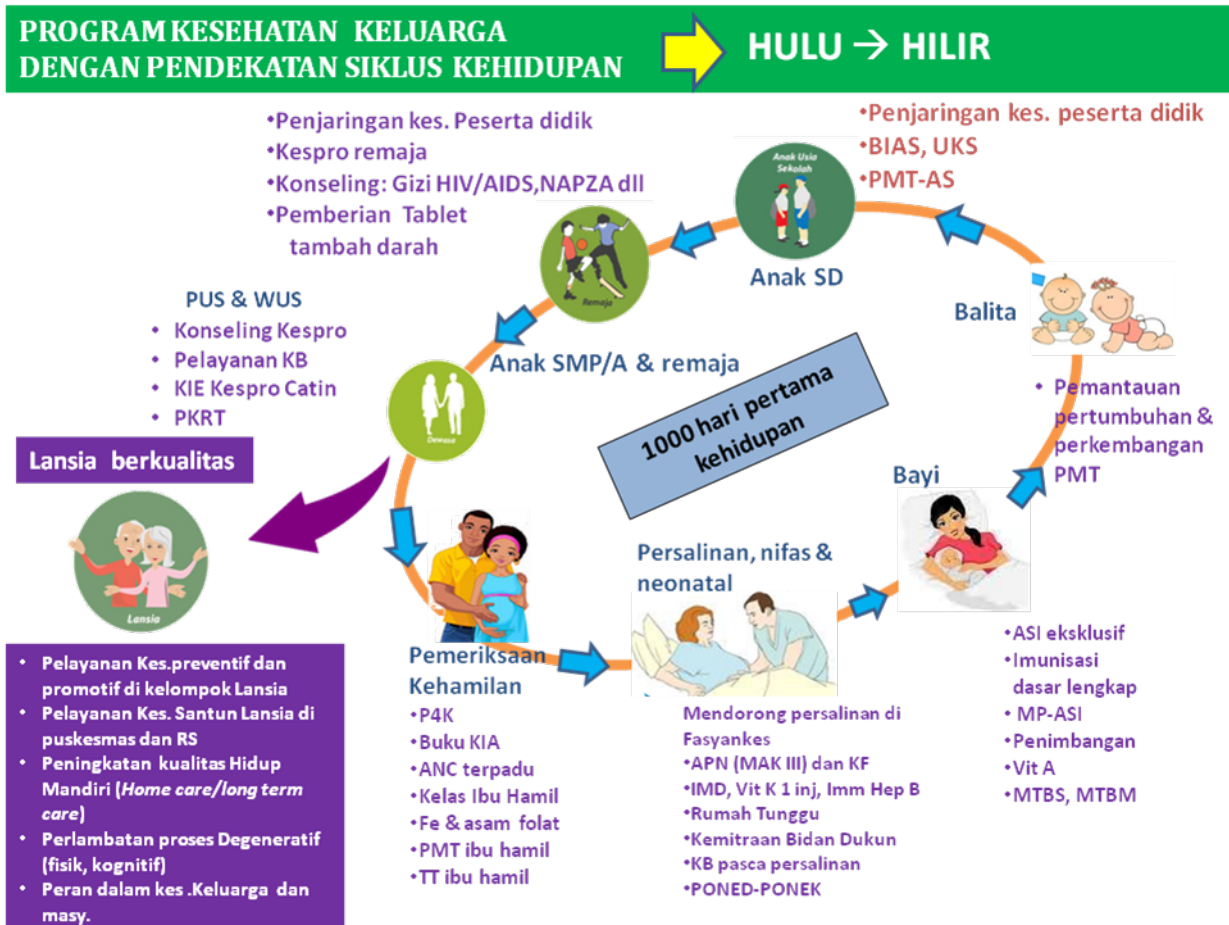 PROGRAM KESEHATAN KELUARGA
DENGAN PENDEKATAN SIKLUS KEHIDUPAN
HULU → HILIR
•Penjaringan kes. Peserta didik
•Kespro remaja
•Konseling: Gizi HIV/AIDS,NAPZA dll
•Pemberian Tablet
tambah darah
Anak Usia
Sekolah
•Penjaringan kes. peserta didik
•BIAS, UKS
•PMT-AS
Anak SD
Remaja
Anak SMP/A & remaja
Balita
• Pemantauan
pertumbuhan &
perkembangan
PMT
PUS & WUS
• Konseling Kespro
• Pelayanan KB
• KIE Kespro Catin
• PKRT
Dewasa
1000 hari pertama
kehidupan
Lansia berkualitas
Lansia
• Pelayanan Kes.preventif dan
promotif di kelompok Lansia
• Pelayanan Kes. Santun Lansia di
puskesmas dan RS
• Peningkatan kualitas Hidup
Mandiri (Home care/long term
care)
• Perlambatan proses Degeneratif
(fisik, kognitif)
• Peran dalam kes .Keluarga dan
masy.
Pemeriksaan
Kehamilan
•P4K
•Buku KIA
•ANC terpadu
•Kelas Ibu Hamil
•Fe & asam folat
•PMT ibu hamil
•TT ibu hamil
Persalinan, nifas &
neonatal
Mendorong persalinan di
Fasyankes
•APN (MAK III) dan KF
•IMD, Vit K 1 inj, Imm Hep B
•Rumah Tunggu
•Kemitraan Bidan Dukun
•KB pasca persalinan
•PONED-PONEK
Bayi
•ASI eksklusif
•Imunisasi
dasar lengkap
•MP-ASI
•Penimbangan
•Vit A
•MTBS, MTBM